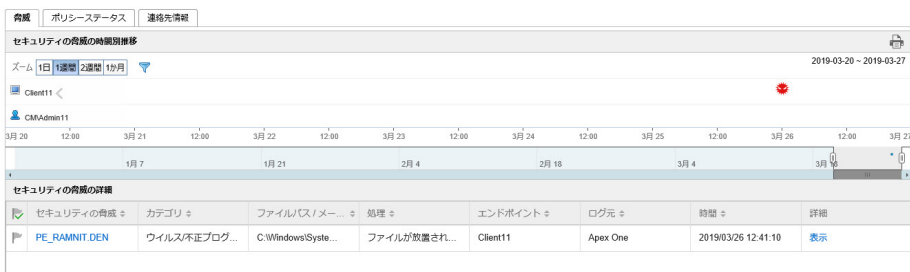 脅威 ポリシーステータス 連絡先情報
セキュリティの脅威の時間別推移
ズーム 1日 1週間 2週間 1か月 2019-03-20 ~ 2019-03-27
Client11
CM\Admin11
3月 20 12:00 3月 21 12:00 3月 22 12:00 3月 23 12:00 3月 24 12:00 3月 25 12:00 3月 26 12:00 3月 27
1月 7 1月 21 2月 4 2月 18 3月 4 3月 18
セキュリティの脅威の詳細
セキュリティの脅威 カテゴリ ファイルパス / メー... 処理 エンドポイント ログ元 時間 詳細
PE_RAMNIT.DEN ウイルス/不正プログ... C:\Windows\Syste... ファイルが放置され... Client11 Apex One 2019/03/26 12:41:10 表示